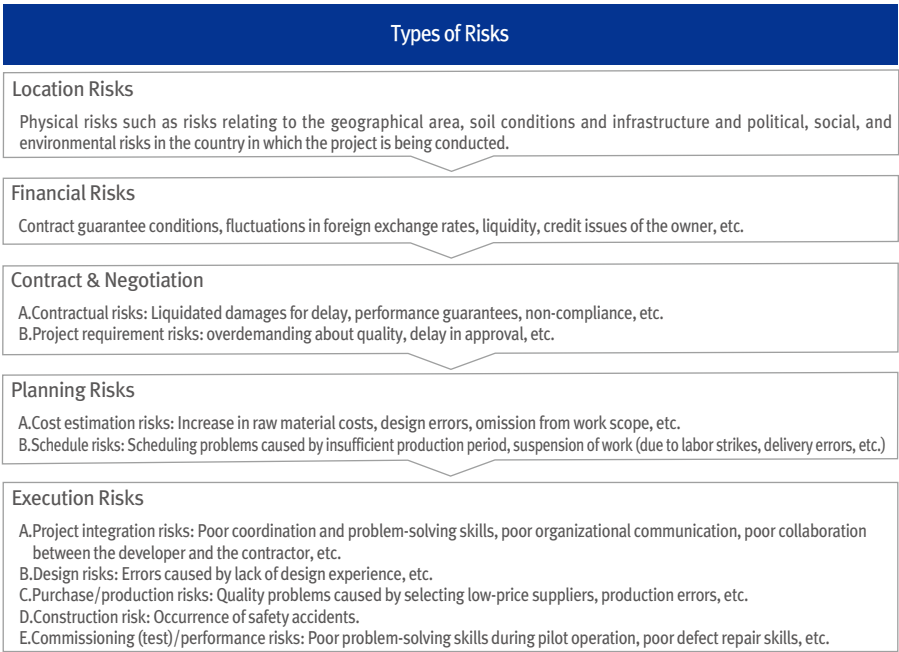 Types of Risks
Location Risks
Physical risks such as risks relating to the geographical area, soil conditions and infrastructure and political, social, and
environmental risks in the country in which the project is being conducted.
Financial Risks
Contract guarantee conditions, fluctuations in foreign exchange rates, liquidity, credit issues of the owner, etc.
Contract & Negotiation
A.Contractual risks: Liquidated damages for delay, performance guarantees, non-compliance, etc.
B.Project requirement risks: overdemanding about quality, delay in approval, etc.
Planning Risks
A.Cost estimation risks: Increase in raw material costs, design errors, omission from work scope, etc.
B.Schedule risks: Scheduling problems caused by insufficient production period, suspension of work (due to labor strikes, delivery errors, etc.)
Execution Risks
A.Project integration risks: Poor coordination and problem-solving skills, poor organizational communication, poor collaboration
between the developer and the contractor, etc.
B.Design risks: Errors caused by lack of design experience, etc.
C.Purchase/production risks: Quality problems caused by selecting low-price suppliers, production errors, etc.
D.Construction risk: Occurrence of safety accidents.
E.Commissioning (test)/performance risks: Poor problem-solving skills during pilot operation, poor defect repair skills, etc.